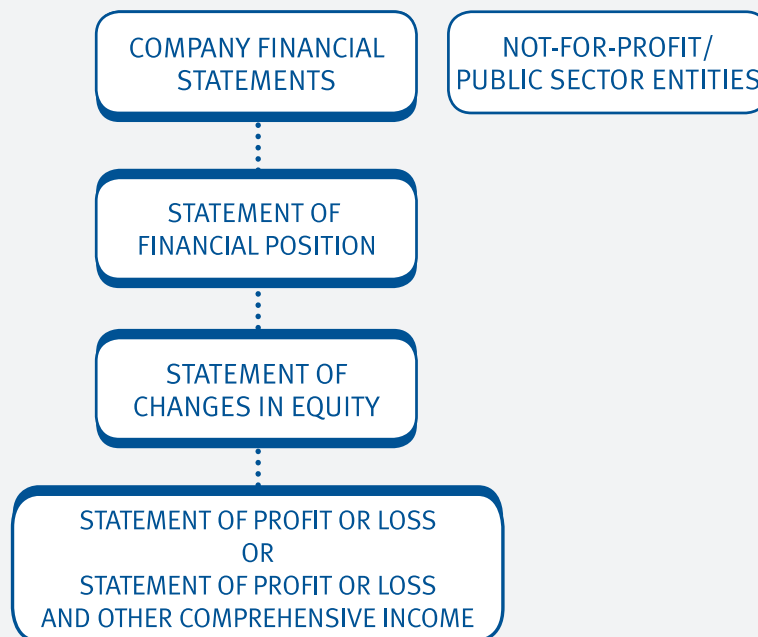 COMPANY FINANCIAL
STATEMENTS
NOT-FOR-PROFIT/
PUBLIC SECTOR ENTITIES
STATEMENT OF
FINANCIAL POSITION
STATEMENT OF
CHANGES IN EQUITY
STATEMENT OF PROFIT OR LOSS
OR
STATEMENT OF PROFIT OR LOSS
AND OTHER COMPREHENSIVE INCOME